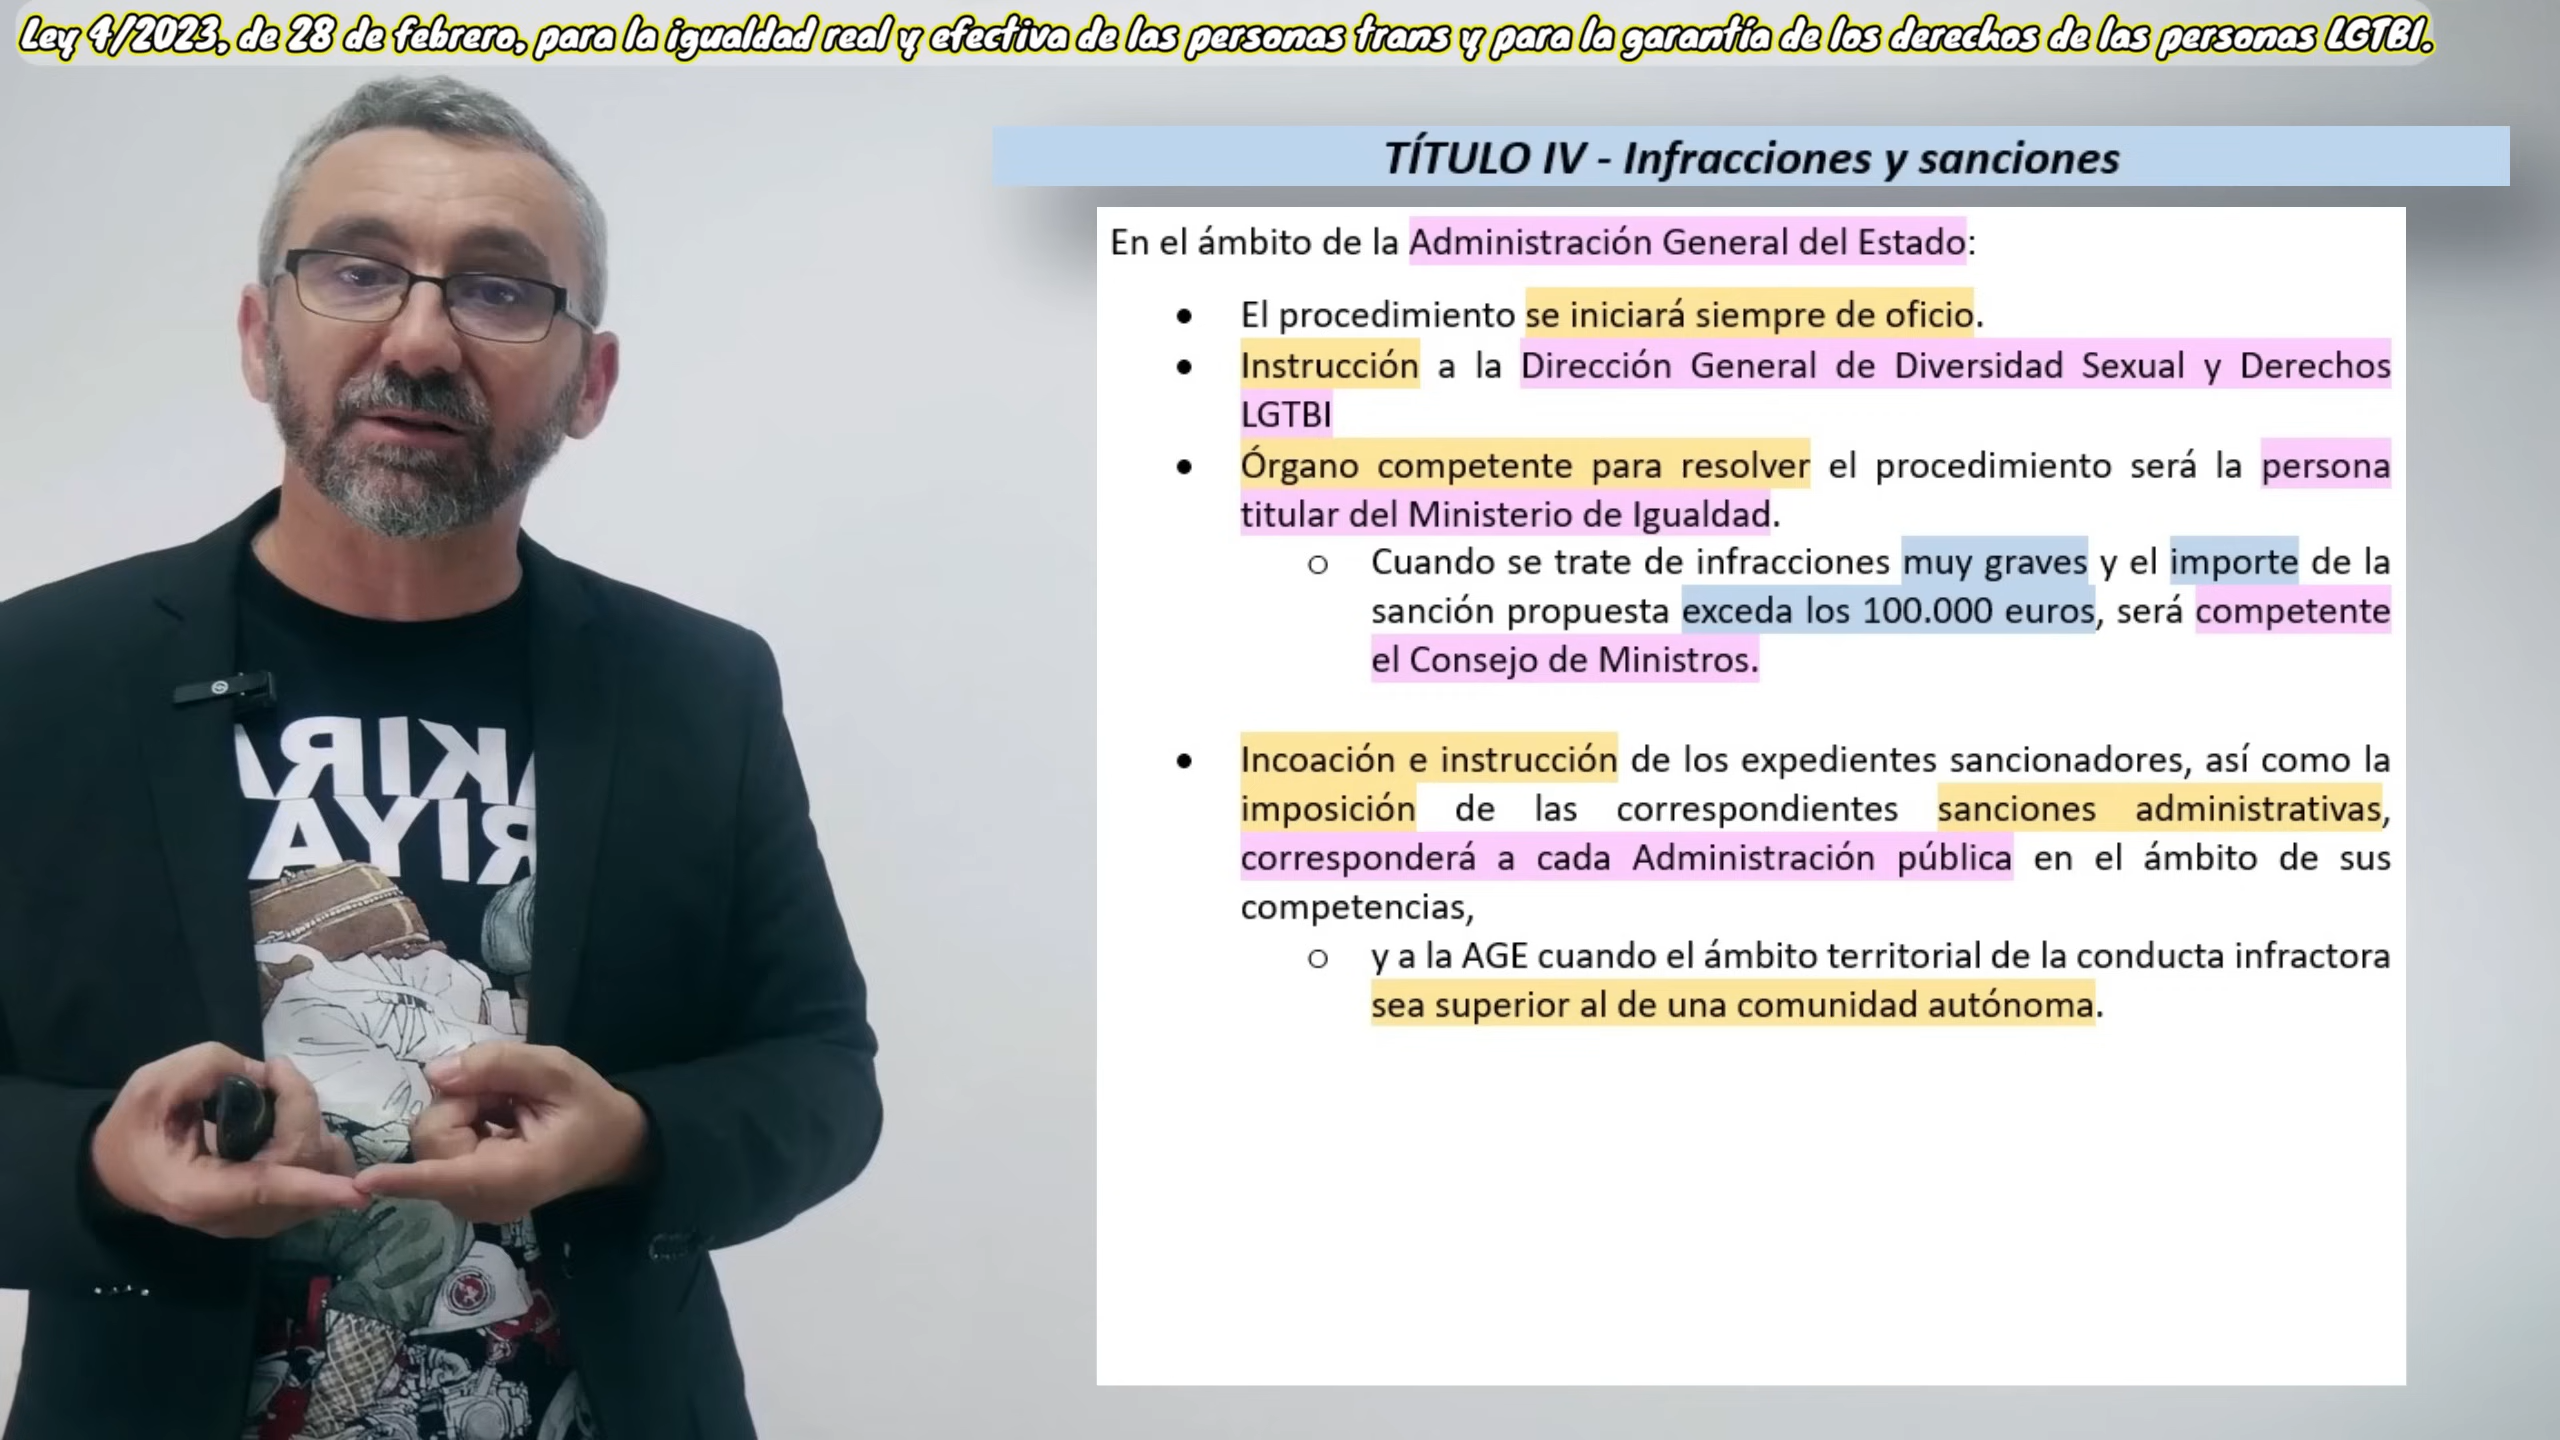 Ley 4/2023, de 28 de febrero, para la igualdad real y efectiva de las personas trans y para la garantía de los derechos de las personas LGTBI.
TÍTULO IV - Infracciones y sanciones
En el ámbito de la Administración General del Estado:
• El procedimiento se iniciará siempre de oficio.
• Instrucción a la Dirección General de Diversidad Sexual y Derechos
LGTBI
• Órgano competente para resolver el procedimiento será la persona
titular del Ministerio de Igualdad.
o Cuando se trate de infracciones muy graves y el importe de la
sanción propuesta exceda los 100.000 euros, será competente
el Consejo de Ministros.
• Incoación e instrucción de los expedientes sancionadores, así como la
imposición de las correspondientes sanciones administrativas,
corresponderá a cada Administración pública en el ámbito de sus
competencias,
o y a la AGE cuando el ámbito territorial de la conducta infractora
sea superior al de una comunidad autónoma.
AKIRA